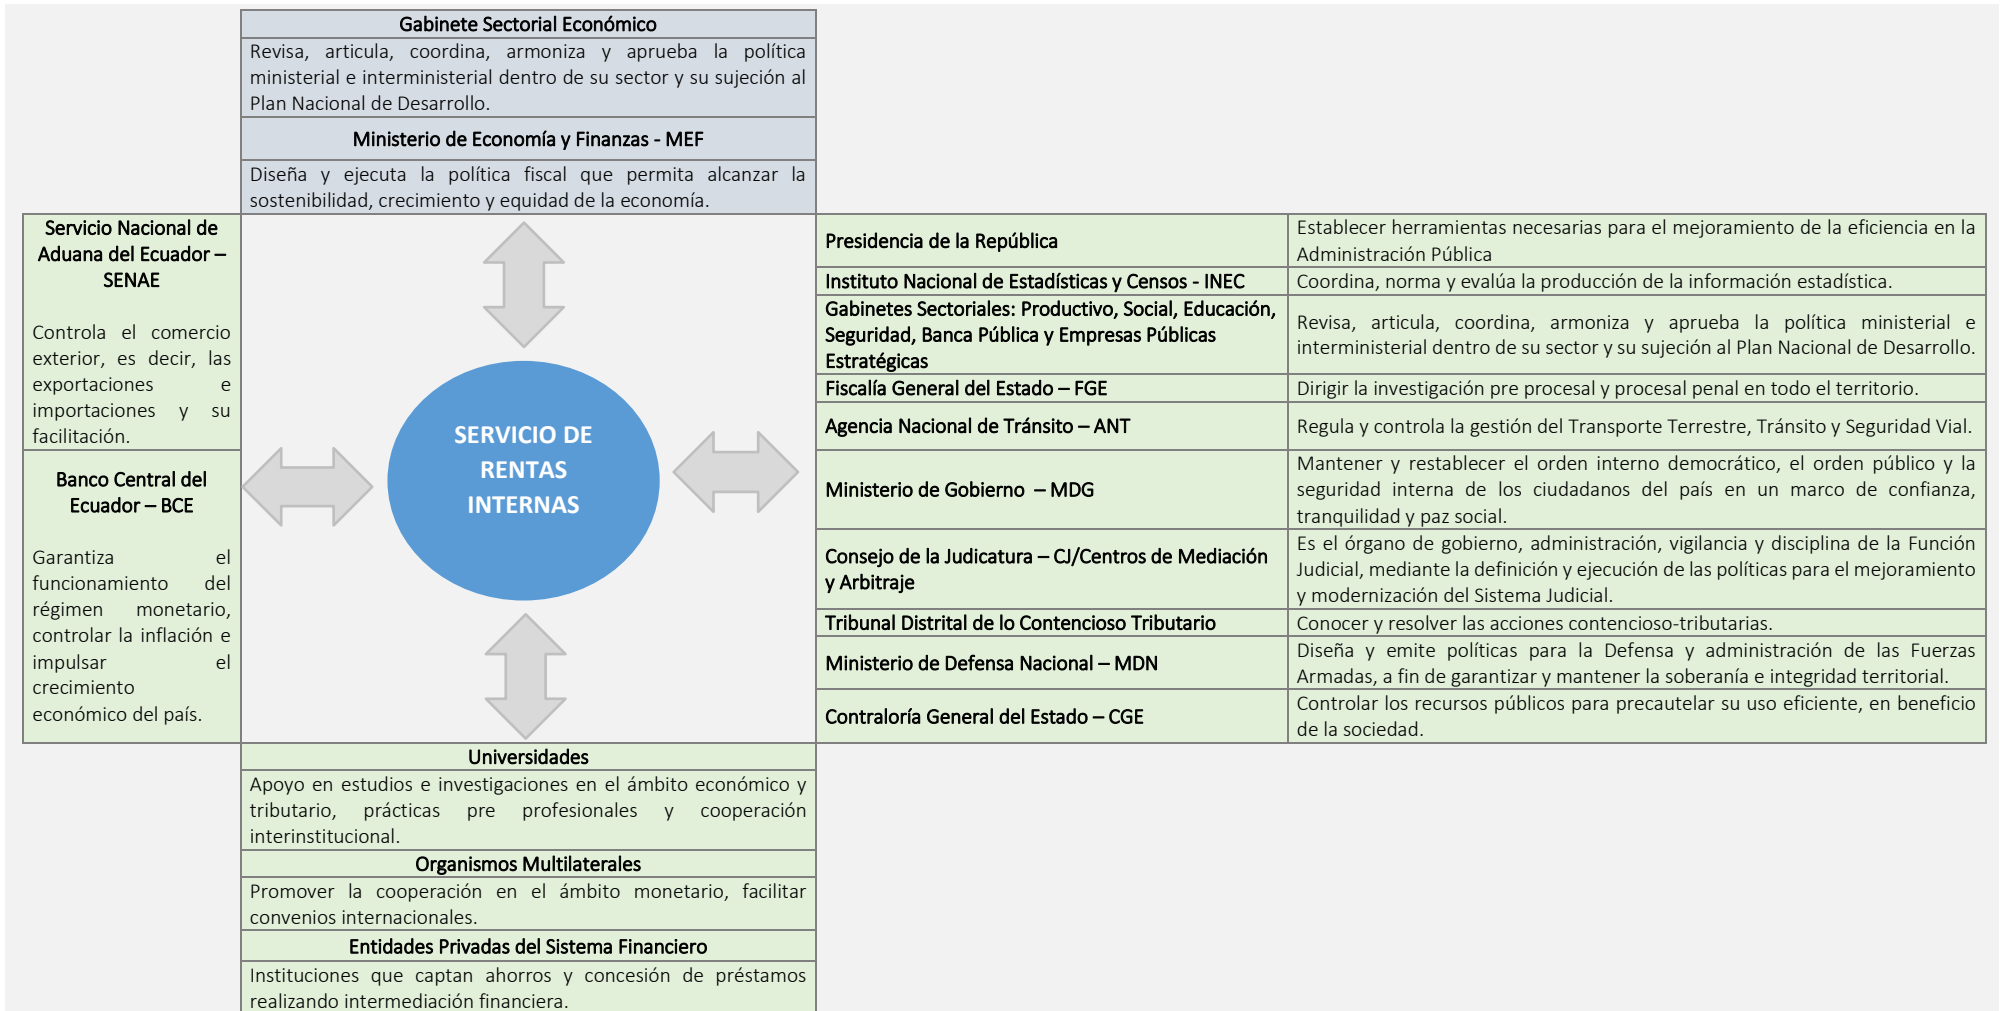 Gabinete Sectorial Económico
Revisa, articula, coordina, armoniza y aprueba la política
ministerial e interministerial dentro de su sector y su sujeción al
Plan Nacional de Desarrollo.
Ministerio de Economía y Finanzas - MEF
Diseña y ejecuta la política fiscal que permita alcanzar la
sostenibilidad, crecimiento y equidad de la economía.
Servicio Nacional de
Aduana del Ecuador –
SENAE
Controla el comercio
exterior, es decir, las
exportaciones e
importaciones y su
facilitación.
Banco Central del
Ecuador – BCE
Garantiza el
funcionamiento del
régimen monetario,
controlar la inflación e
impulsar el
crecimiento
económico del país.
SERVICIO DE
RENTAS
INTERNAS
Presidencia de la República
Establecer herramientas necesarias para el mejoramiento de la eficiencia en la
Administración Pública
Instituto Nacional de Estadísticas y Censos - INEC
Coordina, norma y evalúa la producción de la información estadística.
Gabinetes Sectoriales: Productivo, Social, Educación,
Seguridad, Banca Pública y Empresas Públicas
Estratégicas
Revisa, articula, coordina, armoniza y aprueba la política ministerial e
interministerial dentro de su sector y su sujeción al Plan Nacional de Desarrollo.
Fiscalía General del Estado – FGE
Dirigir la investigación pre procesal y procesal penal en todo el territorio.
Agencia Nacional de Tránsito – ANT
Regula y controla la gestión del Transporte Terrestre, Tránsito y Seguridad Vial.
Ministerio de Gobierno – MDG
Mantener y restablecer el orden interno democrático, el orden público y la
seguridad interna de los ciudadanos del país en un marco de confianza,
tranquilidad y paz social.
Consejo de la Judicatura – CJ/Centros de Mediación
y Arbitraje
Es el órgano de gobierno, administración, vigilancia y disciplina de la Función
Judicial, mediante la definición y ejecución de las políticas para el mejoramiento
y modernización del Sistema Judicial.
Tribunal Distrital de lo Contencioso Tributario
Conocer y resolver las acciones contencioso-tributarias.
Ministerio de Defensa Nacional – MDN
Diseña y emite políticas para la Defensa y administración de las Fuerzas
Armadas, a fin de garantizar y mantener la soberanía e integridad territorial.
Contraloría General del Estado – CGE
Controlar los recursos públicos para precautelar su uso eficiente, en beneficio
de la sociedad.
Universidades
Apoyo en estudios e investigaciones en el ámbito económico y
tributario, prácticas pre profesionales y cooperación
interinstitucional.
Organismos Multilaterales
Promover la cooperación en el ámbito monetario, facilitar
convenios internacionales.
Entidades Privadas del Sistema Financiero
Instituciones que captan ahorros y concesión de préstamos
realizando intermediación financiera.